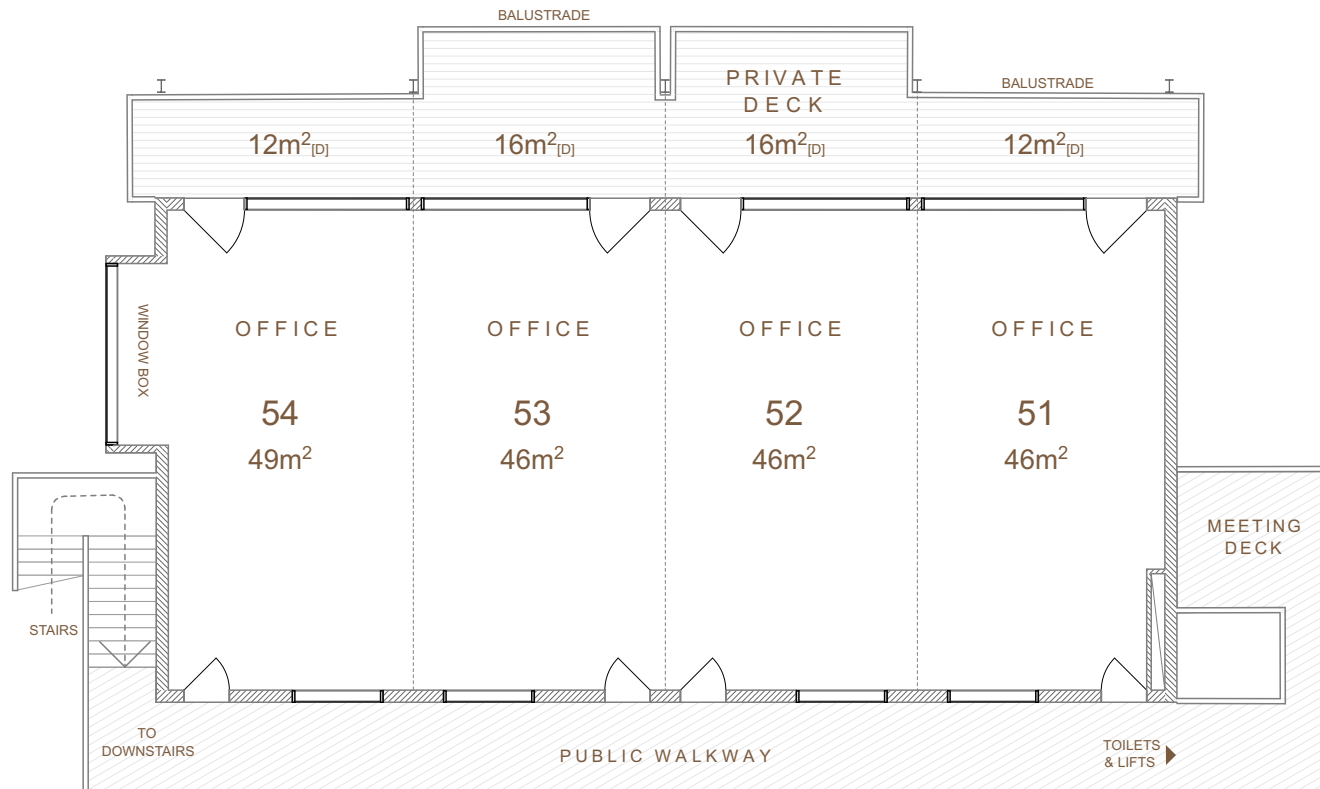 BALUSTRADE
PRIVATE
DECK
BALUSTRADE
12m²[D]
16m²[D]
16m²[D]
12m²[D]
WINDOW BOX
OFFICE
OFFICE
OFFICE
OFFICE
54
53
52
51
49m²
46m²
46m²
46m²
MEETING
DECK
STAIRS
TO
DOWNSTAIRS
PUBLIC WALKWAY
TOILETS
& LIFTS